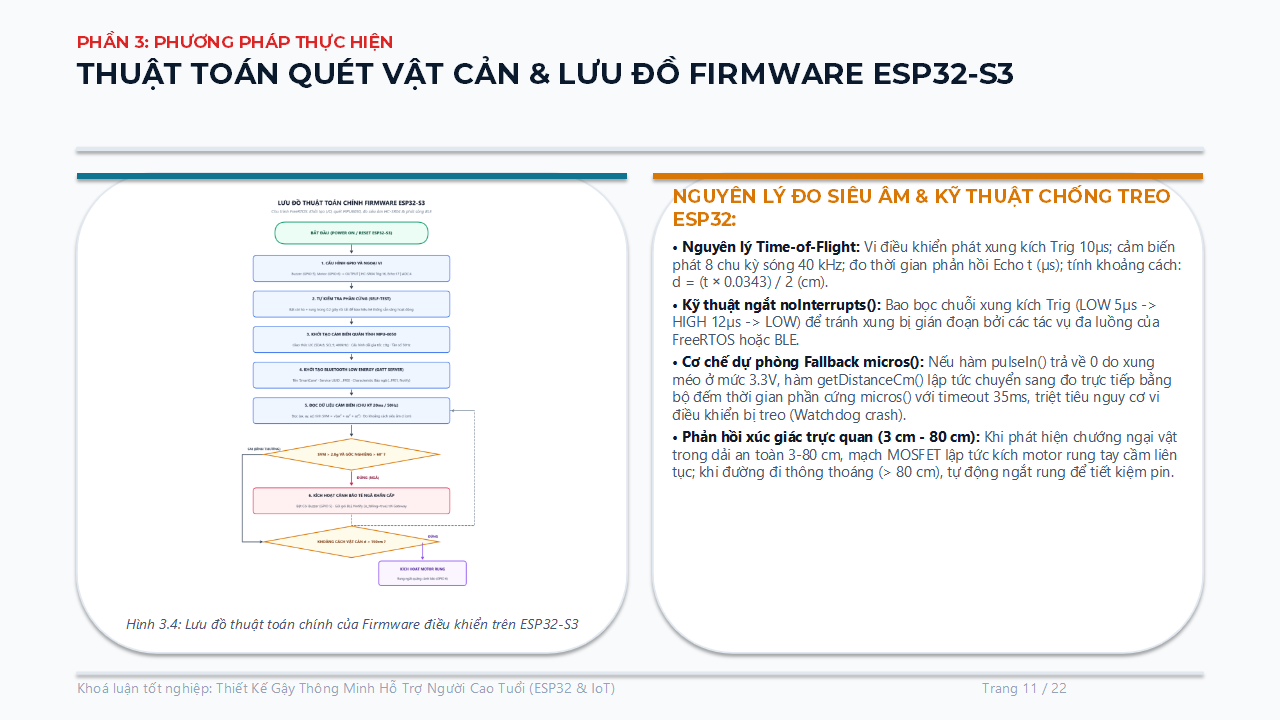 PHẦN 3: PHƯƠNG PHÁP THỰC HIỆN
THUẬT TOÁN QUÉT VẬT CẢN & LƯU ĐỒ FIRMWARE ESP32-S3
LƯU ĐỒ THUẬT TOÁN CHÍNH FIRMWARE ESP32-S3
BẮT ĐẦU (POWER ON / RESET ESP32-S3)
1. CẤU HÌNH GPIO VÀ NGOẠI VI
2. TỰ KIỂM TRA PHẦN CỨNG (SELF-TEST)
3. KHỞI TẠO CẢM BIẾN QUÁN TÍNH MPU-6050
4. KHỞI TẠO BLUETOOTH LOW ENERGY (GATT SERVER)
5. ĐỌC DỮ LIỆU CẢM BIẾN (CHU KỲ 20ms / 50Hz)
SVM > 2.0g VÀ GÓC NGHIÊNG > 60° ?
ĐÚNG (NGÃ)
6. KÍCH HOẠT CẢNH BÁO TÉ NGÃ KHẨN CẤP
ĐÚNG
KÍCH HOẠT MOTOR RUNG
Hình 3.4: Lưu đồ thuật toán chính của Firmware điều khiển trên ESP32-S3
NGUYÊN LÝ ĐO SIÊU ÂM & KỸ THUẬT CHỐNG TREO
ESP32:
• Nguyên lý Time-of-Flight: Vi điều khiển phát xung kích Trig 10µs; cảm biến
phát 8 chu kỳ sóng 40 kHz; đo thời gian phản hồi Echo t (µs); tính khoảng cách:
d = (t × 0.0343) / 2 (cm).
• Kỹ thuật ngắt noInterrupts(): Bao bọc chuỗi xung kích Trig (LOW 5µs ->
HIGH 12µs -> LOW) để tránh xung bị gián đoạn bởi các tác vụ đa luồng của
FreeRTOS hoặc BLE.
• Cơ chế dự phòng Fallback micros(): Nếu hàm pulseIn() trả về 0 do xung
méo ở mức 3.3V, hàm getDistanceCm() lập tức chuyển sang đo trực tiếp bằng
bộ đếm thời gian phần cứng micros() với timeout 35ms, triệt tiêu nguy cơ vi
điều khiển bị treo (Watchdog crash).
• Phản hồi xúc giác trực quan (3 cm - 80 cm): Khi phát hiện chướng ngại vật
trong dải an toàn 3-80 cm, mạch MOSFET lập tức kích motor rung tay cầm liên
tục; khi đường đi thông thoáng (> 80 cm), tự động ngắt rung để tiết kiệm pin.
Khoá luận tốt nghiệp: Thiết Kế Gậy Thông Minh Hỗ Trợ Người Cao Tuổi (ESP32 & IoT)
Trang 11 / 22